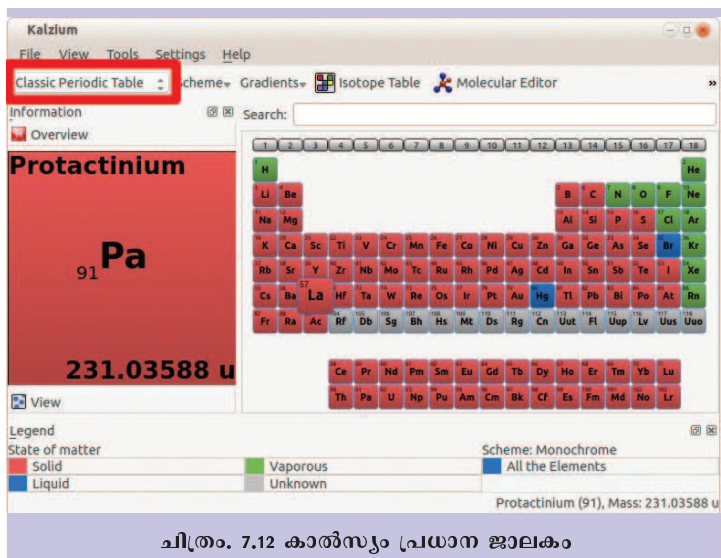 Kalzium
File View Tools Settings Help
Classic Periodic Table Scheme Gradients Isotope Table Molecular Editor »
Information
Search:
Overview
Protactinium
91 Pa
231.03588 u
View
1 2 3 4 5 6 7 8 9 10 11 12 13 14 15 16 17 18
1 H He
Li Be B C N O F Ne
Na Mg Al Si P S Cl Ar
K Ca Sc Ti V Cr Mn Fe Co Ni Cu Zn Ga Ge As Se Br Kr
Rb Sr Y Zr Nb Mo Tc Ru Rh Pd Ag Cd In Sn Sb Te I Xe
Cs Ba 57 La Hf Ta W Re Os Ir Pt Au Hg Tl Pb Bi Po At Rn
Fr Ra Ac Rf Db Sg Bh Hs Mt Ds Rg Cn Uut Fl Uup Lv Uus Uuo
Ce Pr Nd Pm Sm Eu Gd Tb Dy Ho Er Tm Yb Lu
Th Pa U Np Pu Am Cm Bk Cf Es Fm Md No Lr
Legend
State of matter
Solid Vaporous
Liquid Unknown
Scheme: Monochrome
All the Elements
Protactinium (91), Mass: 231.03588 u
ചിത്രം. 7.12 കാൽസ്യം പ്രധാന ജാലകം